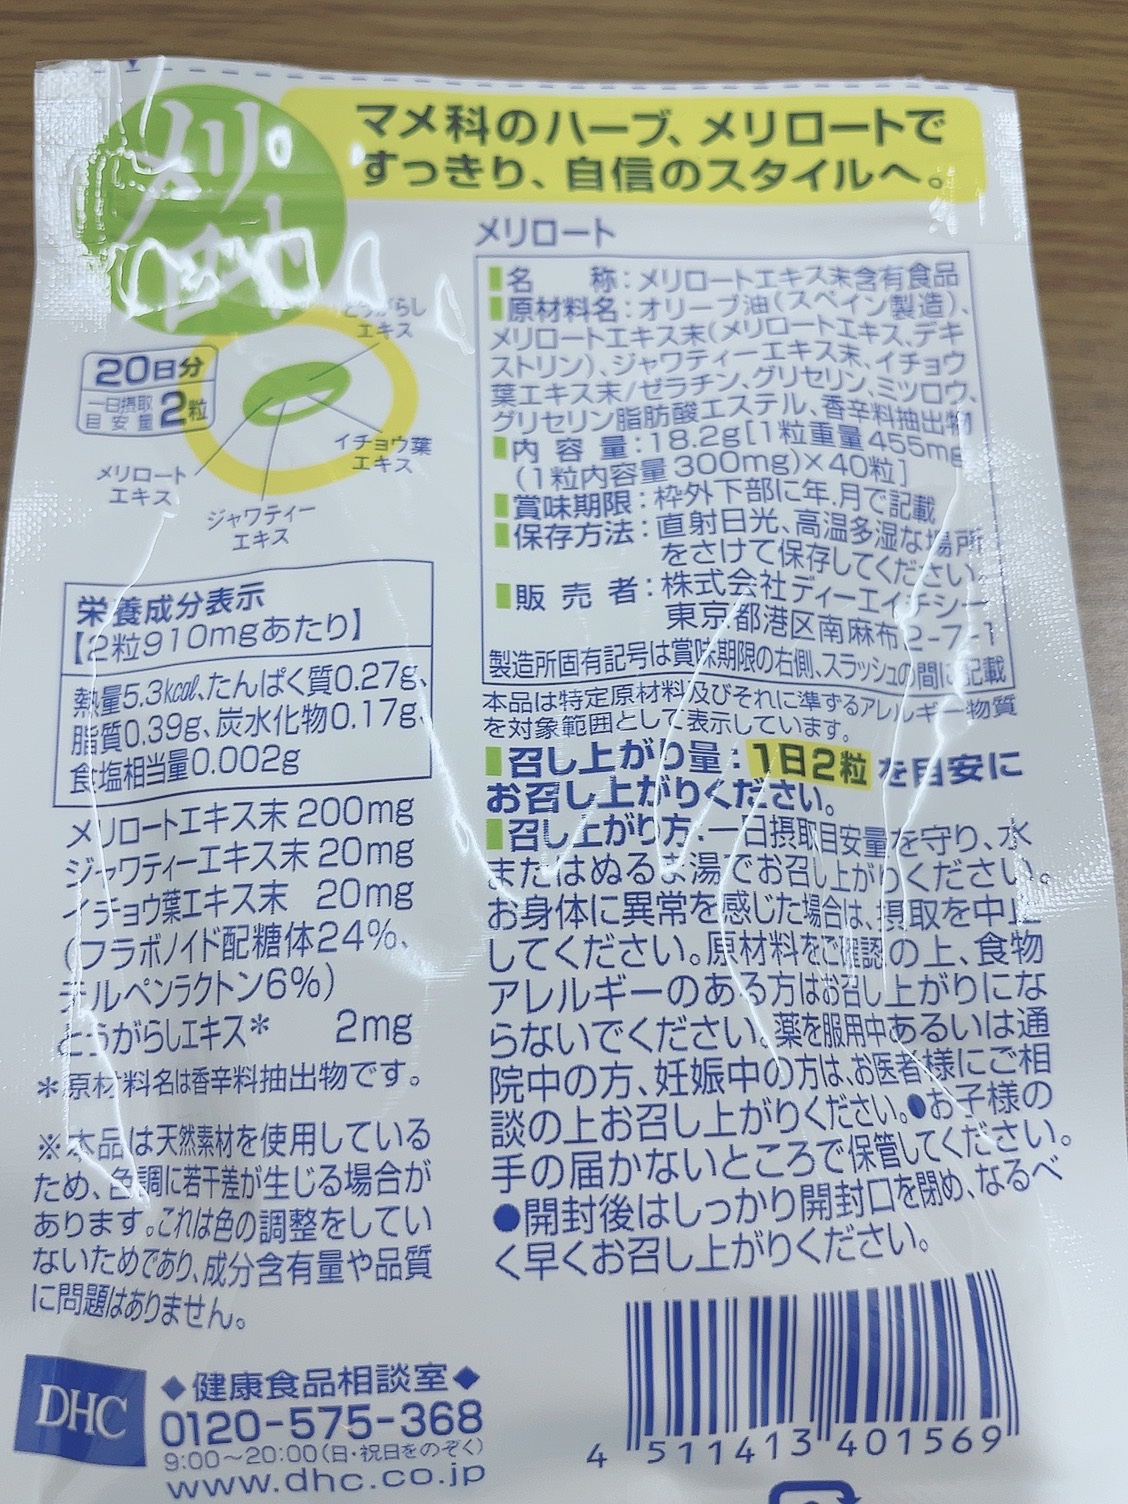 マメ科のハーブ、メリロートで
すっきり、自信のスタイルへ。
メリロート
とうがらし
エキス
20日分
一日摂取
目安量 2粒
イチョウ葉
エキス
メリロート
エキス
ジャワティー
エキス
栄養成分表示
【2粒910mgあたり】
熱量5.3kcal、たんぱく質0.27g、
脂質0.39g、炭水化物0.17g、
食塩相当量0.002g
メリロートエキス末 200mg
ジャワティーエキス末 20mg
イチョウ葉エキス末 20mg
(フラボノイド配糖体24%、
テルペンラクトン6%)
とうがらしエキス* 2mg
*原材料名は香辛料抽出物です。
※本品は天然素材を使用している
ため、色調に若干差が生じる場合が
あります。これは色の調整をしてい
ないためであり、成分含有量や品質
に問題はありません。
DHC
◆健康食品相談室◆
0120-575-368
9:00〜20:00(日・祝日をのぞく)
www.dhc.co.jp
メリロート
名 称:メリロートエキス末含有食品
原材料名:オリーブ油(スペイン製造)、
メリロートエキス末(メリロートエキス、デキ
ストリン)、ジャワティーエキス末、イチョウ
葉エキス末/ゼラチン、グリセリン、ミツロウ、
グリセリン脂肪酸エステル、香辛料抽出物
内容量:18.2g[1粒重量455mg
(1粒内容量300mg)×40粒]
賞味期限:枠外下部に年.月で記載
保存方法:直射日光、高温多湿な場所
をさけて保存してください。
販売者:株式会社ディーエイチシー
東京都港区南麻布2-7-1
製造所固有記号は賞味期限の右側、スラッシュの間に記載
本品は特定原材料及びそれに準ずるアレルギー物質
を対象範囲として表示しています。
召し上がり量:1日2粒を目安に
お召し上がりください。
召し上がり方:一日摂取目安量を守り、水
またはぬるま湯でお召し上がりください。
お身体に異常を感じた場合は、摂取を中止
してください。原材料をご確認の上、食物
アレルギーのある方はお召し上がりにな
らないでください。薬を服用中あるいは通
院中の方、妊娠中の方は、お医者様にご相
談の上お召し上がりください。●お子様の
手の届かないところで保管してください。
●開封後はしっかり開封口を閉め、なるべ
く早くお召し上がりください。
4 511413 401569